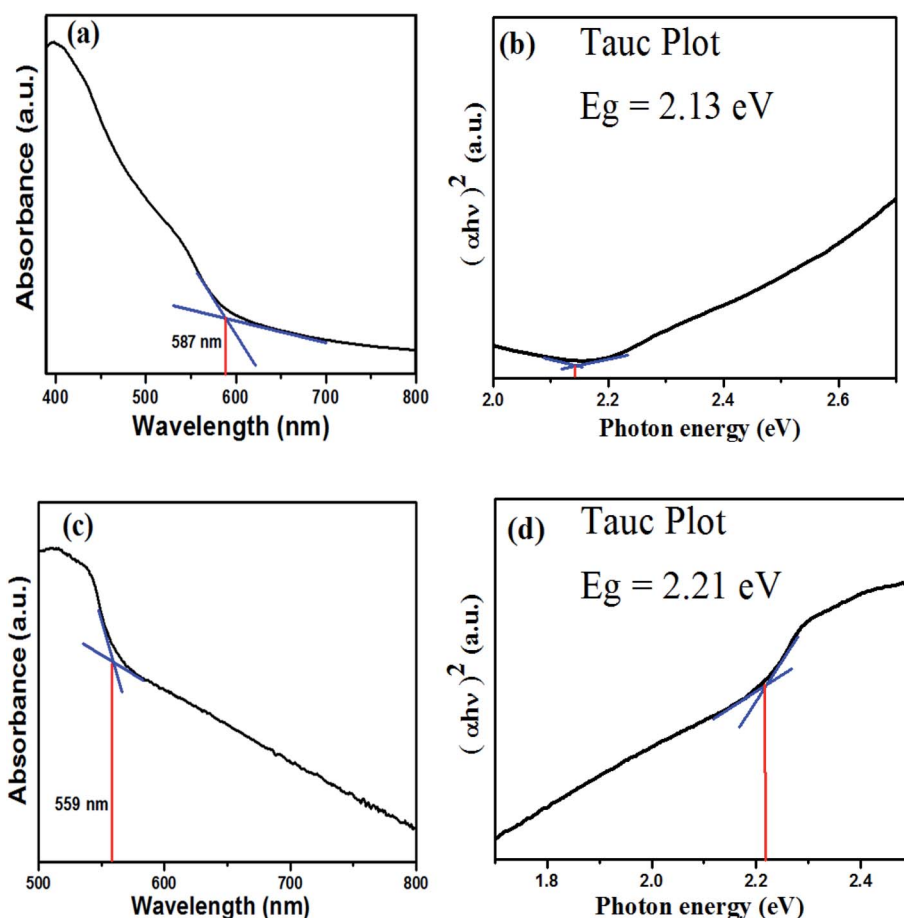 (a)
Absorbance (a.u.)
587 nm
400 500 600 700 800
Wavelength (nm)
(b)
Tauc Plot
Eg = 2.13 eV
( αhν )² (a.u.)
2.0 2.2 2.4 2.6
Photon energy (eV)
(c)
Absorbance (a.u.)
559 nm
500 600 700 800
Wavelength (nm)
(d)
Tauc Plot
Eg = 2.21 eV
( αhν )² (a.u.)
1.8 2.0 2.2 2.4
Photon energy (eV)